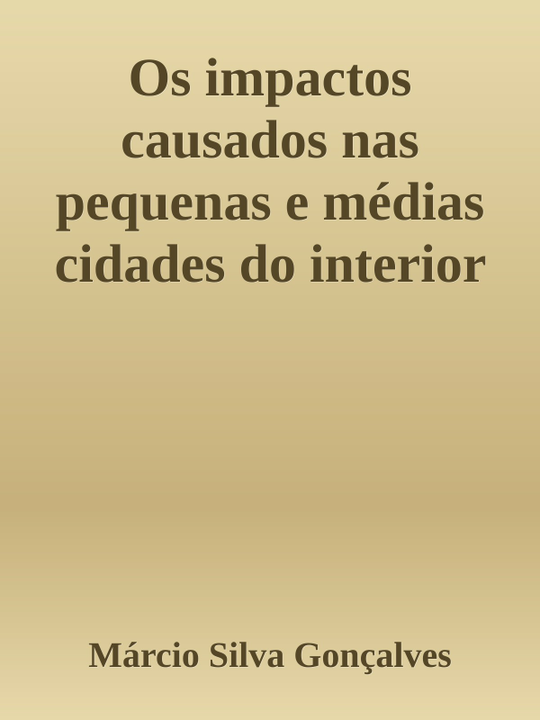 Os impactos
causados nas
pequenas e médias
cidades do interior
Márcio Silva Gonçalves